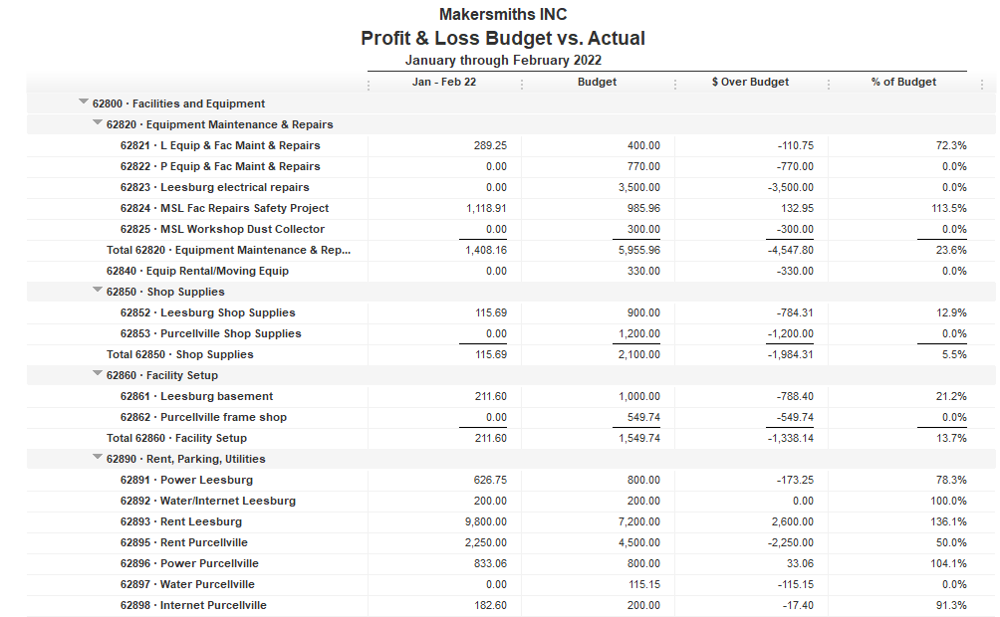 Makersmiths INC
Profit & Loss Budget vs. Actual
January through February 2022
Jan - Feb 22 Budget $ Over Budget % of Budget
62800 · Facilities and Equipment
62820 · Equipment Maintenance & Repairs
62821 · L Equip & Fac Maint & Repairs 289.25 400.00 -110.75 72.3%
62822 · P Equip & Fac Maint & Repairs 0.00 770.00 -770.00 0.0%
62823 · Leesburg electrical repairs 0.00 3,500.00 -3,500.00 0.0%
62824 · MSL Fac Repairs Safety Project 1,118.91 985.96 132.95 113.5%
62825 · MSL Workshop Dust Collector 0.00 300.00 -300.00 0.0%
Total 62820 · Equipment Maintenance & Rep... 1,408.16 5,955.96 -4,547.80 23.6%
62840 · Equip Rental/Moving Equip 0.00 330.00 -330.00 0.0%
62850 · Shop Supplies
62852 · Leesburg Shop Supplies 115.69 900.00 -784.31 12.9%
62853 · Purcellville Shop Supplies 0.00 1,200.00 -1,200.00 0.0%
Total 62850 · Shop Supplies 115.69 2,100.00 -1,984.31 5.5%
62860 · Facility Setup
62861 · Leesburg basement 211.60 1,000.00 -788.40 21.2%
62862 · Purcellville frame shop 0.00 549.74 -549.74 0.0%
Total 62860 · Facility Setup 211.60 1,549.74 -1,338.14 13.7%
62890 · Rent, Parking, Utilities
62891 · Power Leesburg 626.75 800.00 -173.25 78.3%
62892 · Water/Internet Leesburg 200.00 200.00 0.00 100.0%
62893 · Rent Leesburg 9,800.00 7,200.00 2,600.00 136.1%
62895 · Rent Purcellville 2,250.00 4,500.00 -2,250.00 50.0%
62896 · Power Purcellville 833.06 800.00 33.06 104.1%
62897 · Water Purcellville 0.00 115.15 -115.15 0.0%
62898 · Internet Purcellville 182.60 200.00 -17.40 91.3%